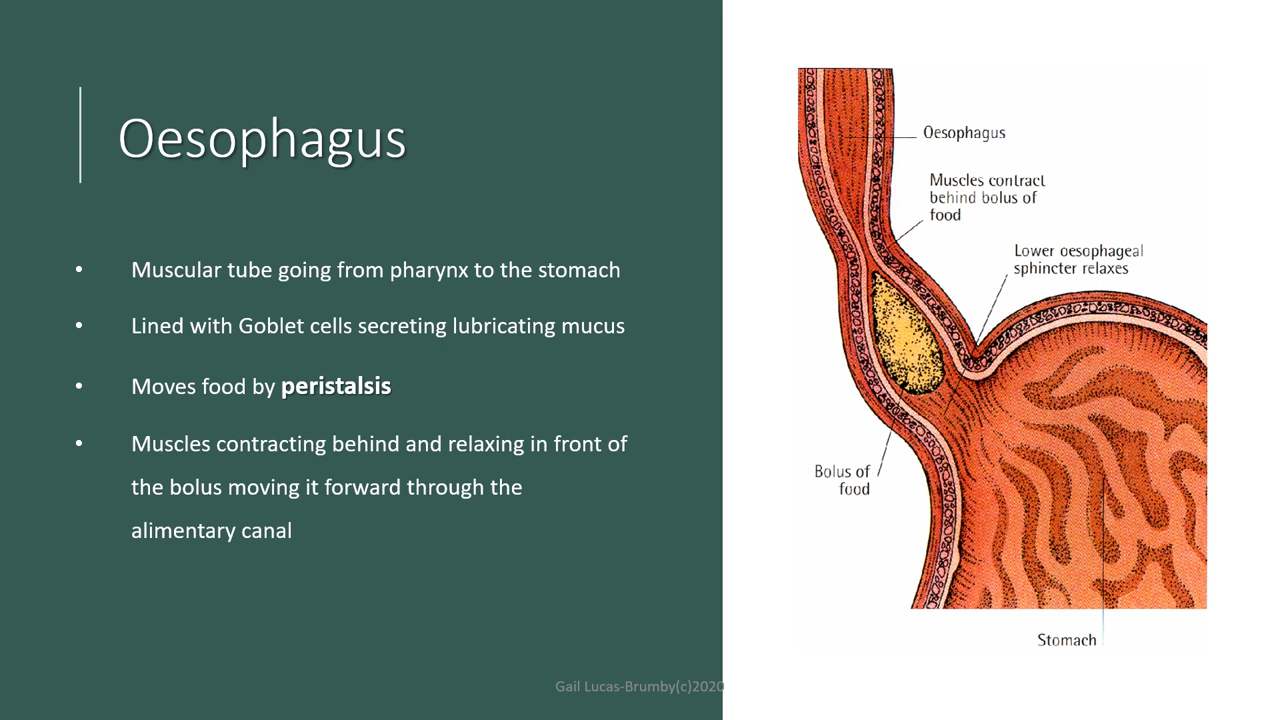 Oesophagus
• Muscular tube going from pharynx to the stomach
• Lined with Goblet cells secreting lubricating mucus
• Moves food by peristalsis
• Muscles contracting behind and relaxing in front of
the bolus moving it forward through the
alimentary canal
Oesophagus
Muscles contract
behind bolus of
food
Lower oesophageal
sphincter relaxes
Bolus of
food
Stomach
Gail Lucas-Brumby(c)2020